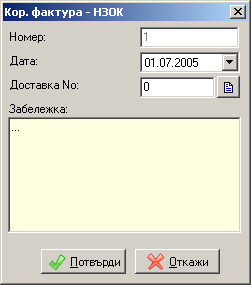 Кор. фактура - НЗОК
Номер: 1
Дата: 01.07.2005
Доставка No: 0
Забележка:
...
Потвърди Откажи